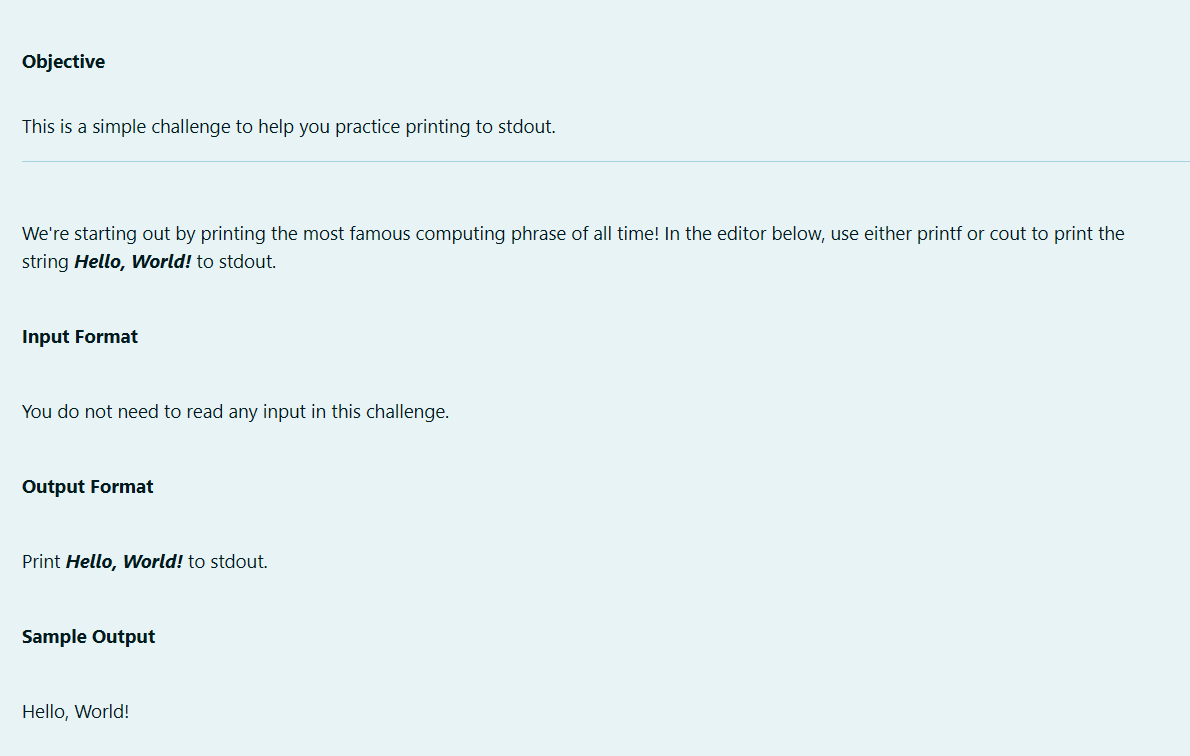 Objective
This is a simple challenge to help you practice printing to stdout.
We're starting out by printing the most famous computing phrase of all time! In the editor below, use either printf or cout to print the
string Hello, World! to stdout.
Input Format
You do not need to read any input in this challenge.
Output Format
Print Hello, World! to stdout.
Sample Output
Hello, World!